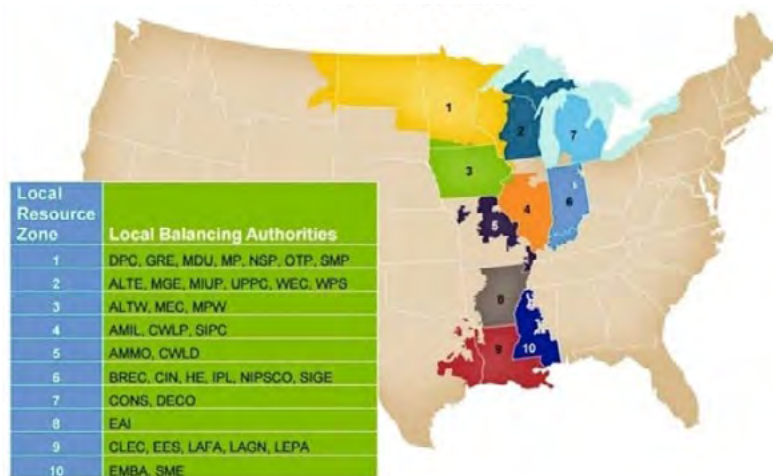 1
2
7
3
4
6
5
8
9
10
Local Resource Zone Local Balancing Authorities
1 DPC, GRE, MDU, MP, NSP, OTP, SMP
2 ALTE, MGE, MIUP, UPPC, WEC, WPS
3 ALTW, MEC, MPW
4 AMIL, CWLP, SIPC
5 AMMO, CWLD
6 BREC, CIN, HE, IPL, NIPSCO, SIGE
7 CONS, DECO
8 EAI
9 CLEC, EES, LAFA, LAGN, LEPA
10 EMBA, SME